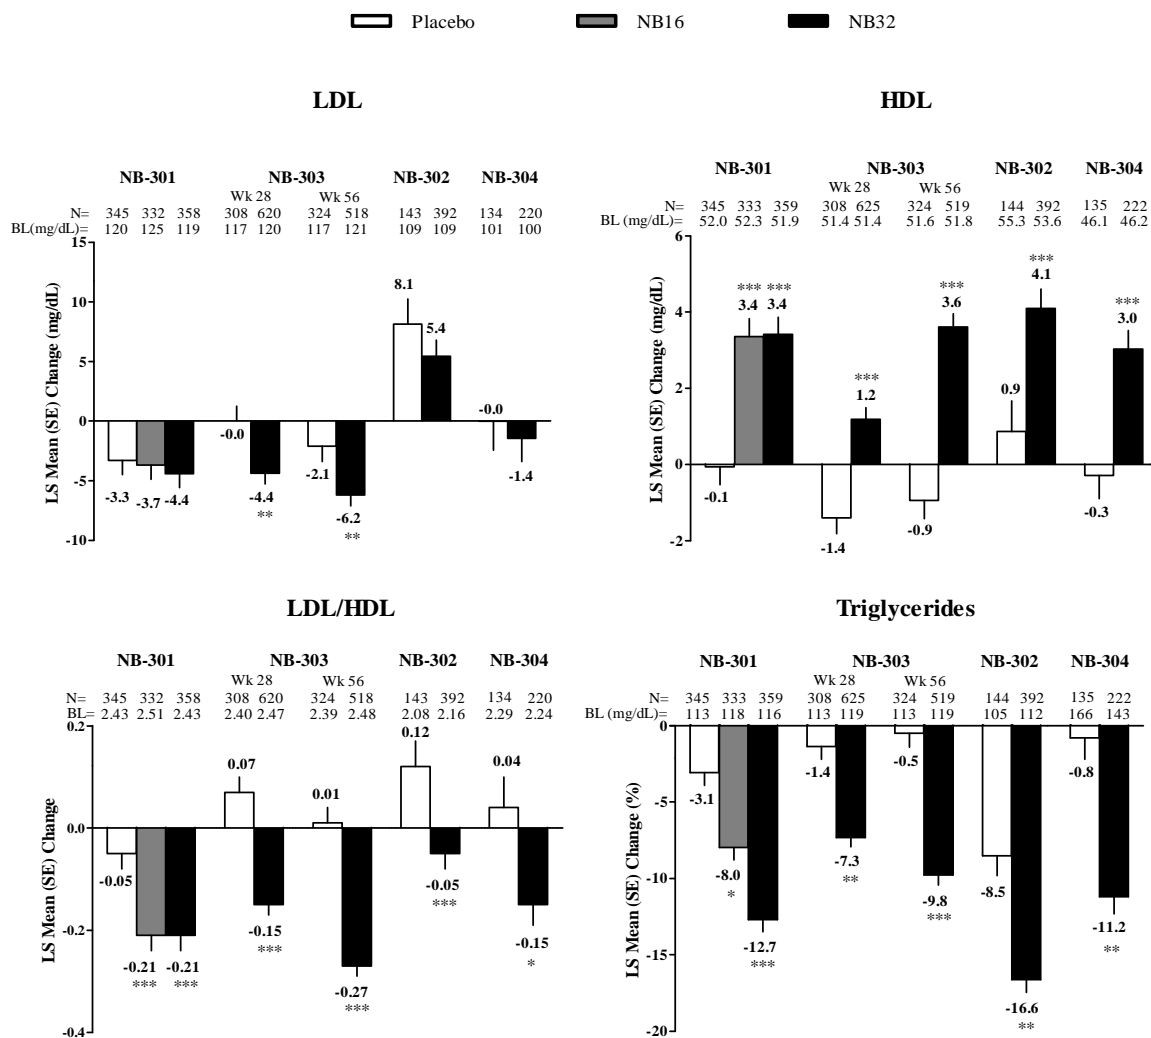 Placebo NB16 NB32
LDL
NB-301 NB-303 NB-302 NB-304
Wk 28 Wk 56
N= 345 332 358 308 620 324 518 143 392 134 220
BL(mg/dL)= 120 125 119 117 120 117 121 109 109 101 100
LS Mean (SE) Change (mg/dL)
15
10
5
0
-5
-10
-3.3 -3.7 -4.4 -0.0 -4.4 -2.1 -6.2 8.1 5.4 -0.0 -1.4
** **
HDL
NB-301 NB-303 NB-302 NB-304
Wk 28 Wk 56
N= 345 333 359 308 625 324 519 144 392 135 222
BL (mg/dL)= 52.0 52.3 51.9 51.4 51.4 51.6 51.8 55.3 53.6 46.1 46.2
LS Mean (SE) Change (mg/dL)
6
4
2
0
-2
*** *** *** *** *** ***
-0.1 3.4 3.4 -1.4 1.2 -0.9 3.6 0.9 4.1 -0.3 3.0
LDL/HDL
NB-301 NB-303 NB-302 NB-304
Wk 28 Wk 56
N= 345 332 358 308 620 324 518 143 392 134 220
BL= 2.43 2.51 2.43 2.40 2.47 2.39 2.48 2.08 2.16 2.29 2.24
LS Mean (SE) Change
0.2
0.0
-0.2
-0.4
-0.05 -0.21 -0.21 0.07 -0.15 0.01 -0.27 0.12 -0.05 0.04 -0.15
*** *** *** *** *** *
Triglycerides
NB-301 NB-303 NB-302 NB-304
Wk 28 Wk 56
N= 345 333 359 308 625 324 519 144 392 135 222
BL (mg/dL)= 113 118 116 113 119 113 119 105 112 166 143
LS Mean (SE) Change (%)
0
-5
-10
-15
-20
-3.1 -8.0 -12.7 -1.4 -7.3 -0.5 -9.8 -8.5 -16.6 -0.8 -11.2
* *** ** *** ** **